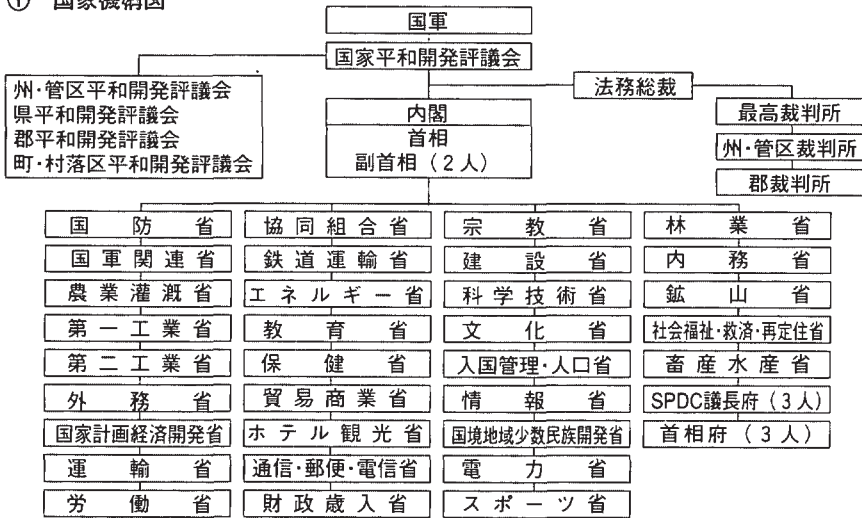 ① 国家機構図
国軍
国家平和開発評議会
州・管区平和開発評議会
県平和開発評議会
郡平和開発評議会
町・村落区平和開発評議会
法務総裁
内閣
首相
副首相（2人）
最高裁判所
州・管区裁判所
郡裁判所
国防省
国軍関連省
農業灌漑省
第一工業省
第二工業省
外務省
国家計画経済開発省
運輸省
労働省
協同組合省
鉄道運輸省
エネルギー省
教育省
保健省
貿易商業省
ホテル観光省
通信・郵便・電信省
財政歳入省
宗教省
建設省
科学技術省
文化省
入国管理・人口省
情報省
国境地域少数民族開発省
電力省
スポーツ省
林業省
内務省
鉱山省
社会福祉・救済・再定住省
畜産水産省
SPDC議長府（3人）
首相府（3人）